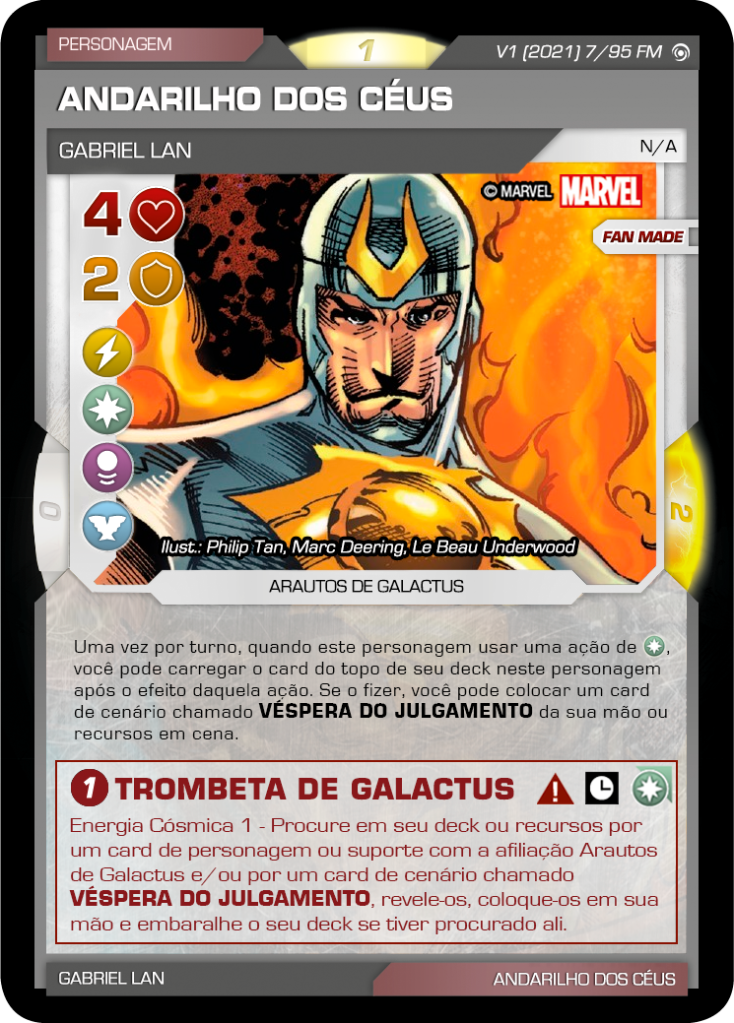 PERSONAGEM
1
V1 (2021) 7/95 FM
ANDARILHO DOS CÉUS
GABRIEL LAN
N/A
© MARVEL MARVEL
4
FAN MADE
2
0
2
Ilust.: Philip Tan, Marc Deering, Le Beau Underwood
ARAUTOS DE GALACTUS
Uma vez por turno, quando este personagem usar uma ação de ,
você pode carregar o card do topo de seu deck neste personagem
após o efeito daquela ação. Se o fizer, você pode colocar um card
de cenário chamado VÉSPERA DO JULGAMENTO da sua mão ou
recursos em cena.
1 TROMBETA DE GALACTUS
Energia Cósmica 1 - Procure em seu deck ou recursos por
um card de personagem ou suporte com a afiliação Arautos
de Galactus e/ou por um card de cenário chamado
VÉSPERA DO JULGAMENTO, revele-os, coloque-os em sua
mão e embaralhe o seu deck se tiver procurado ali.
GABRIEL LAN
ANDARILHO DOS CÉUS